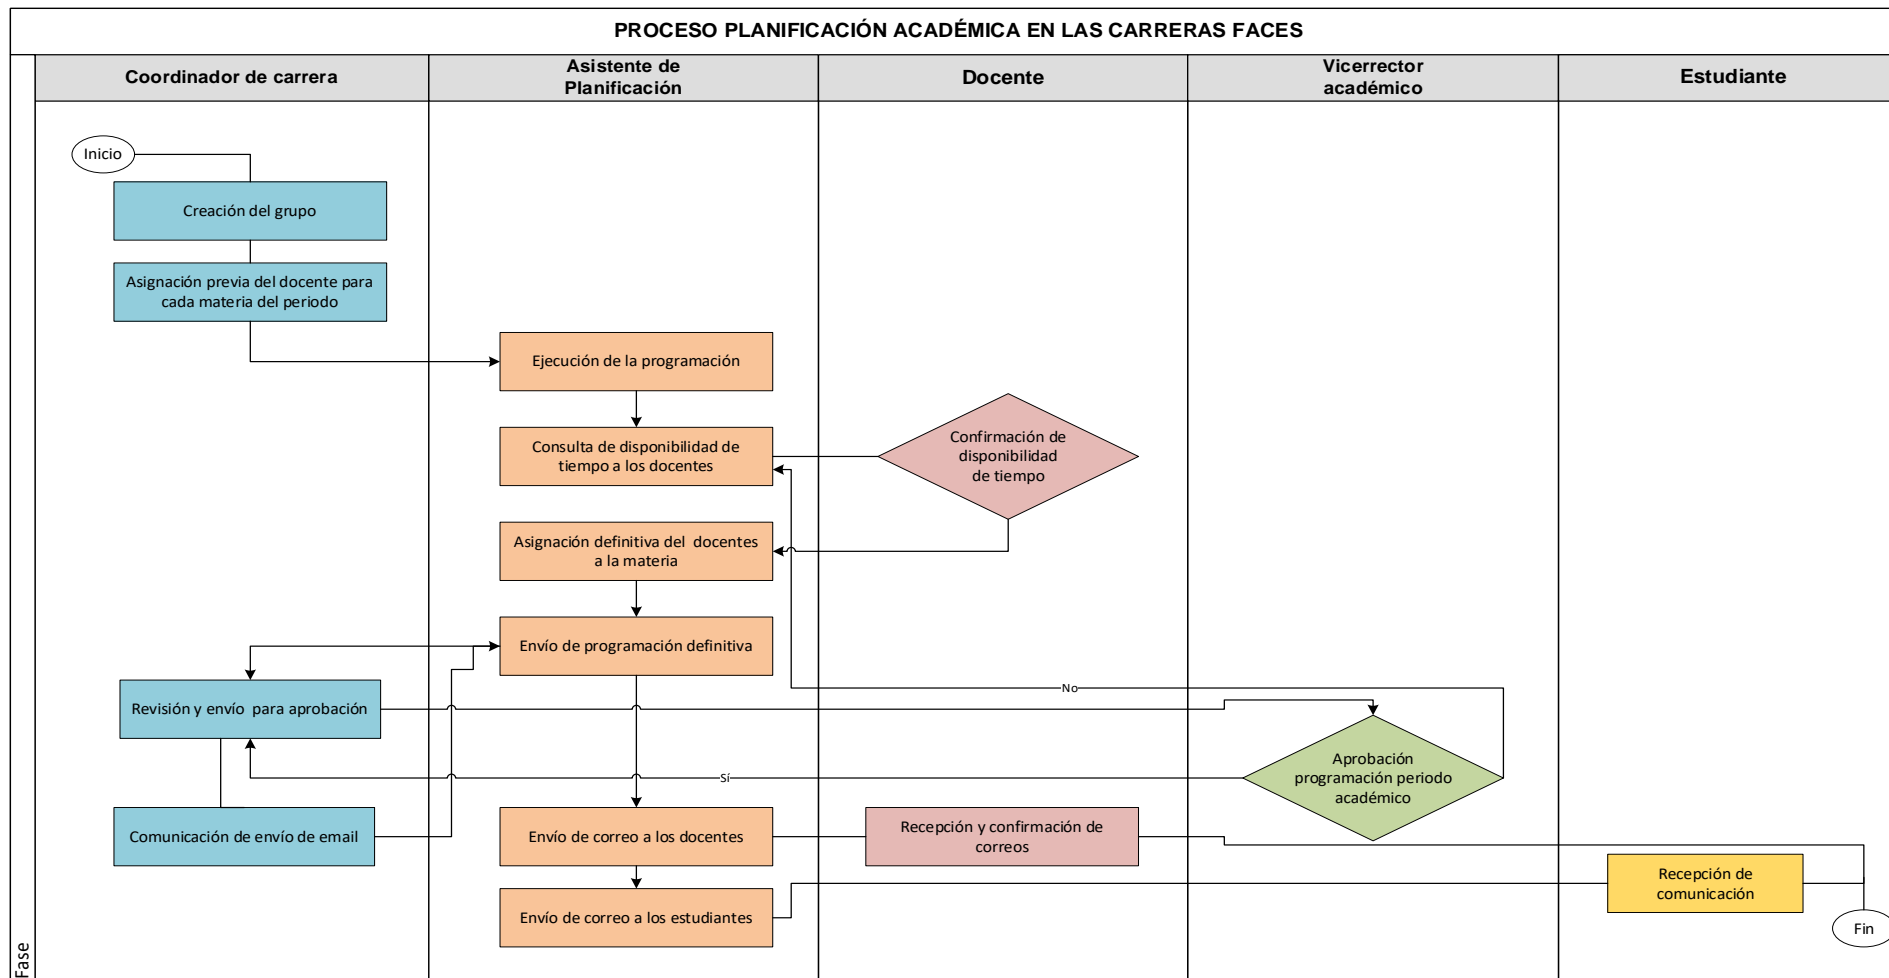 PROCESO PLANIFICACIÓN ACADÉMICA EN LAS CARRERAS FACES
Coordinador de carrera
Asistente de
Planificación
Docente
Vicerrector
académico
Estudiante
Inicio
Creación del grupo
Asignación previa del docente para
cada materia del periodo
Ejecución de la programación
Consulta de disponibilidad de
tiempo a los docentes
Confirmación de
disponibilidad
de tiempo
Asignación definitiva del docentes
a la materia
Envío de programación definitiva
Revisión y envío para aprobación
No
Sí
Aprobación
programación periodo
académico
Comunicación de envío de email
Envío de correo a los docentes
Recepción y confirmación de
correos
Recepción de
comunicación
Envío de correo a los estudiantes
Fin
Fase